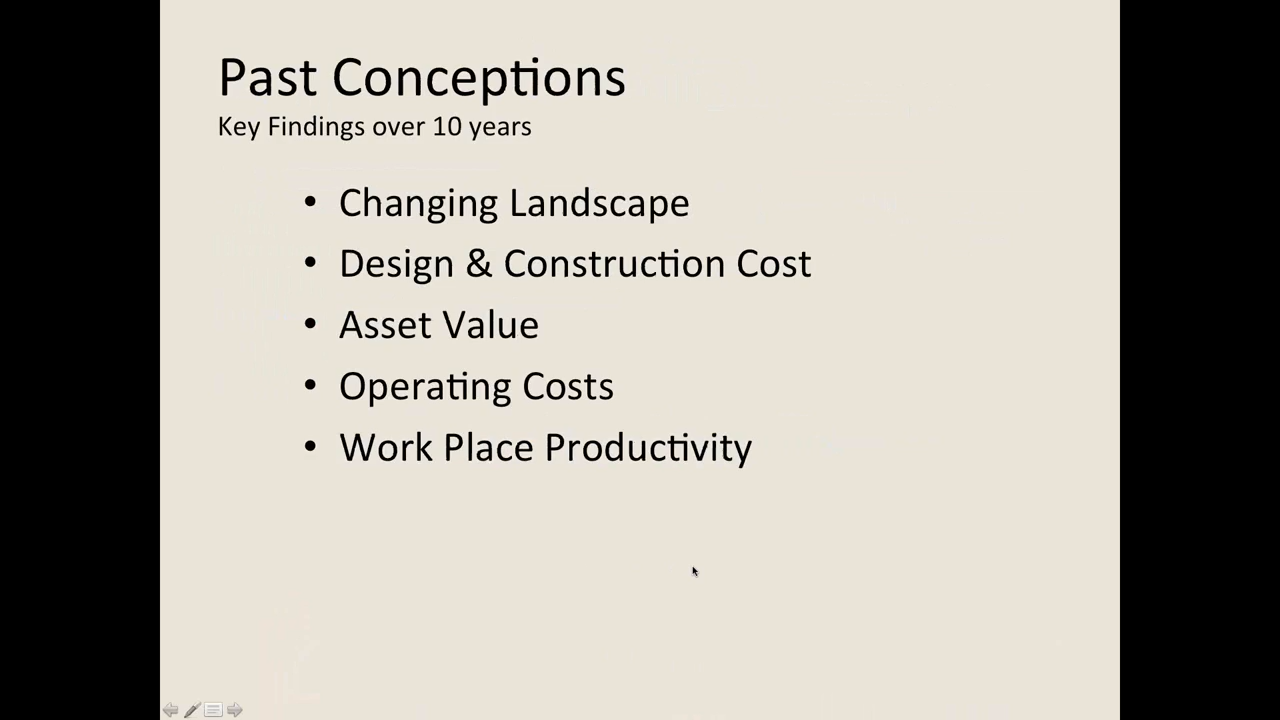 Past Conceptions
Key Findings over 10 years
• Changing Landscape
• Design & Construction Cost
• Asset Value
• Operating Costs
• Work Place Productivity